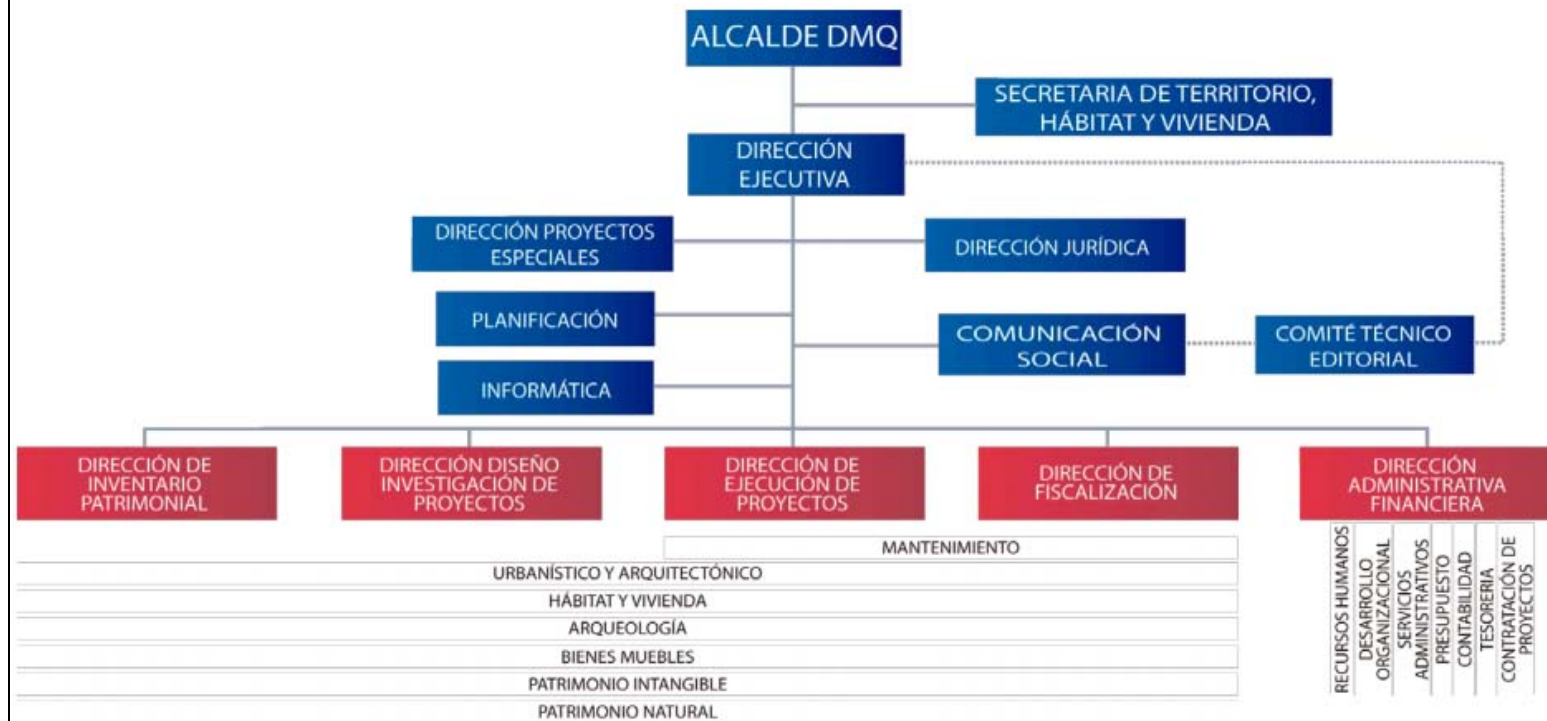 ALCALDE DMQ
SECRETARIA DE TERRITORIO,
HÁBITAT Y VIVIENDA
DIRECCIÓN
EJECUTIVA
DIRECCIÓN PROYECTOS
ESPECIALES
DIRECCIÓN JURÍDICA
PLANIFICACIÓN
COMUNICACIÓN
SOCIAL
COMITÉ TÉCNICO
EDITORIAL
INFORMÁTICA
DIRECCIÓN DE
INVENTARIO
PATRIMONIAL
DIRECCIÓN DISEÑO
INVESTIGACIÓN DE
PROYECTOS
DIRECCIÓN DE
EJECUCIÓN DE
PROYECTOS
DIRECCIÓN DE
FISCALIZACIÓN
DIRECCIÓN
ADMINISTRATIVA
FINANCIERA
MANTENIMIENTO
URBANÍSTICO Y ARQUITECTÓNICO
HÁBITAT Y VIVIENDA
ARQUEOLOGÍA
BIENES MUEBLES
PATRIMONIO INTANGIBLE
PATRIMONIO NATURAL
RECURSOS HUMANOS
DESARROLLO
ORGANIZACIONAL
SERVICIOS
ADMINISTRATIVOS
PRESUPUESTO
CONTABILIDAD
TESORERIA
CONTRATACIÓN DE
PROYECTOS